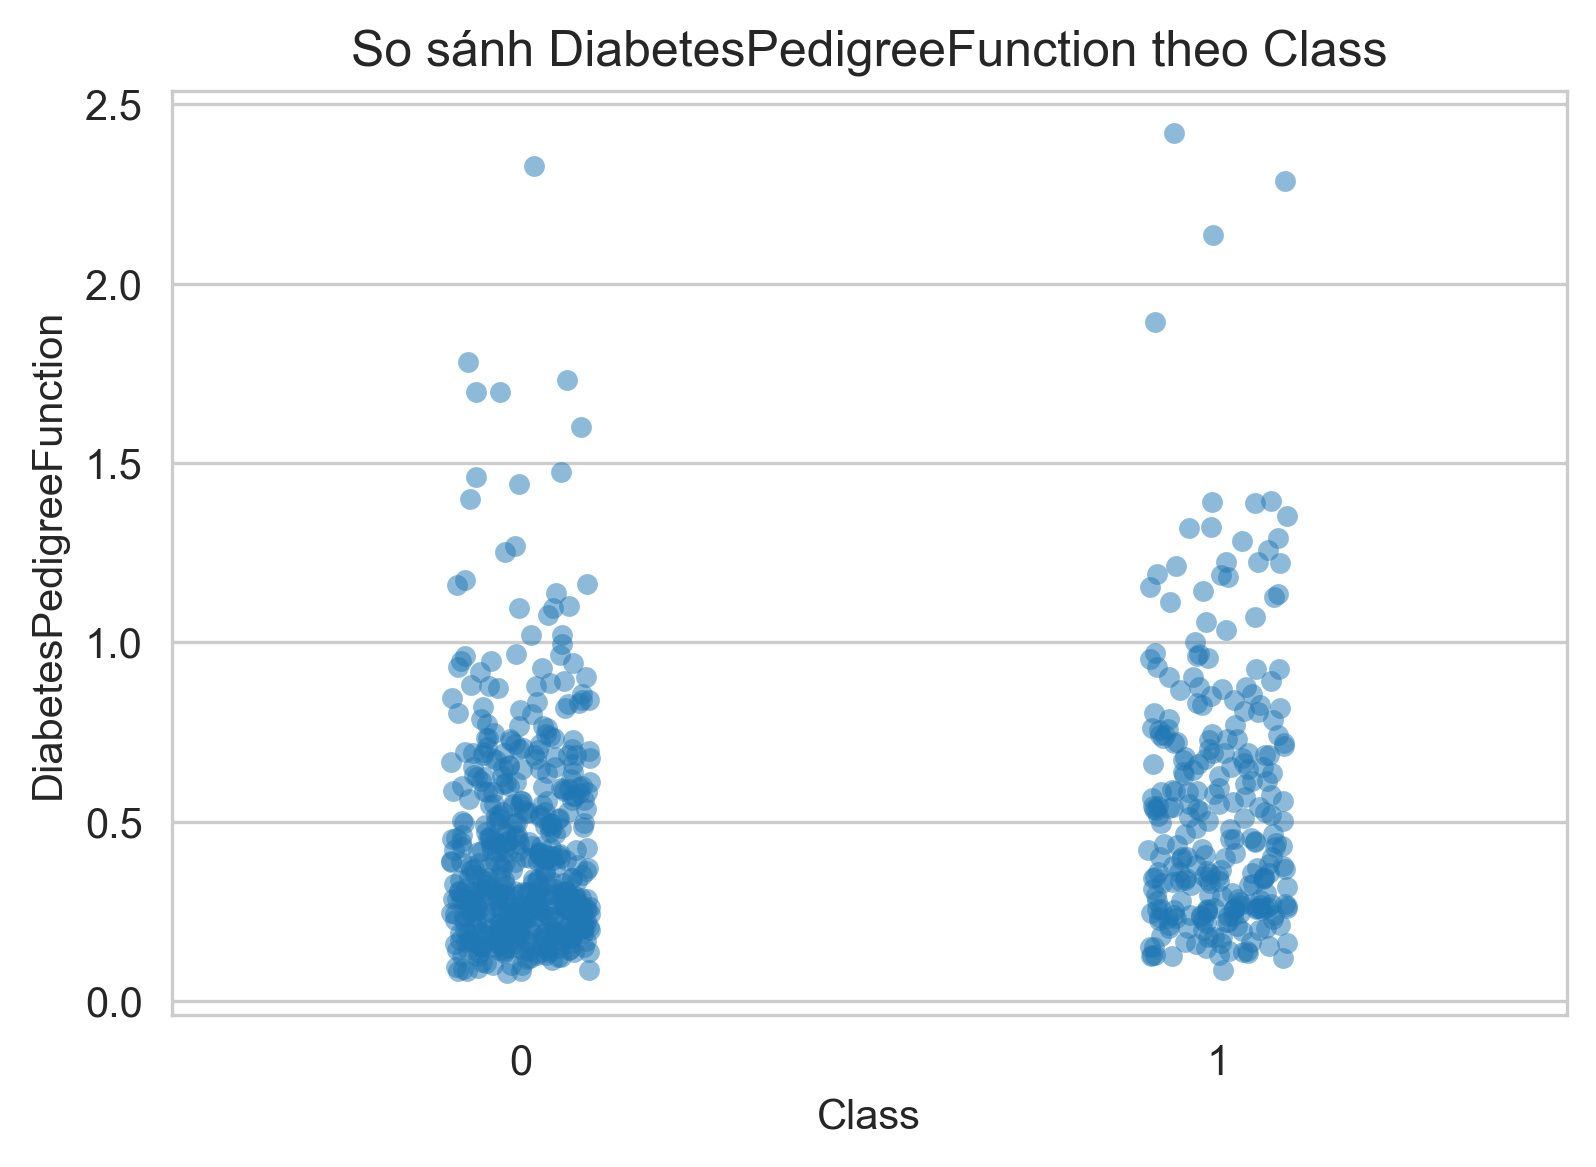 So sánh DiabetesPedigreeFunction theo Class
2.5
2.0
1.5
1.0
0.5
0.0
DiabetesPedigreeFunction
0
1
Class